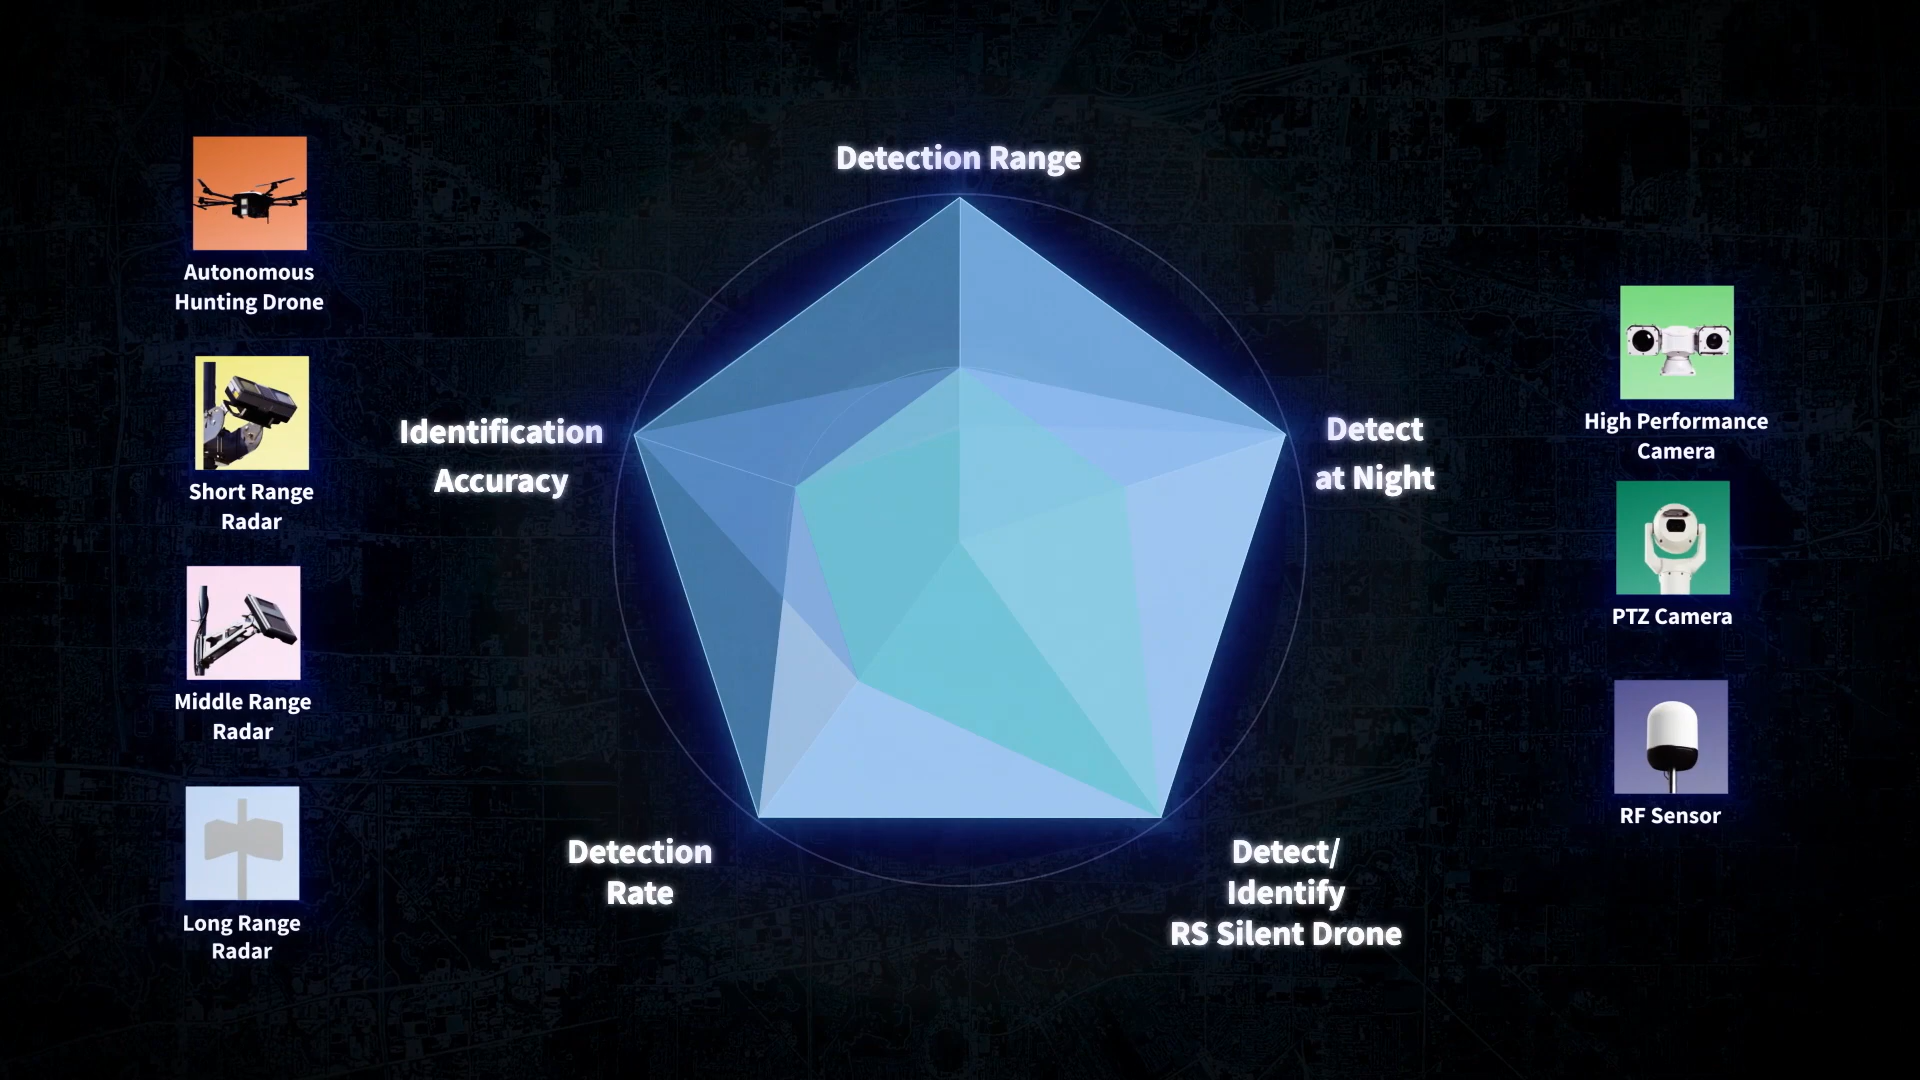 Detection Range
Autonomous
Hunting Drone
Short Range
Radar
Middle Range
Radar
Long Range
Radar
Identification
Accuracy
Detect
at Night
Detection
Rate
Detect/
Identify
RS Silent Drone
High Performance
Camera
PTZ Camera
RF Sensor